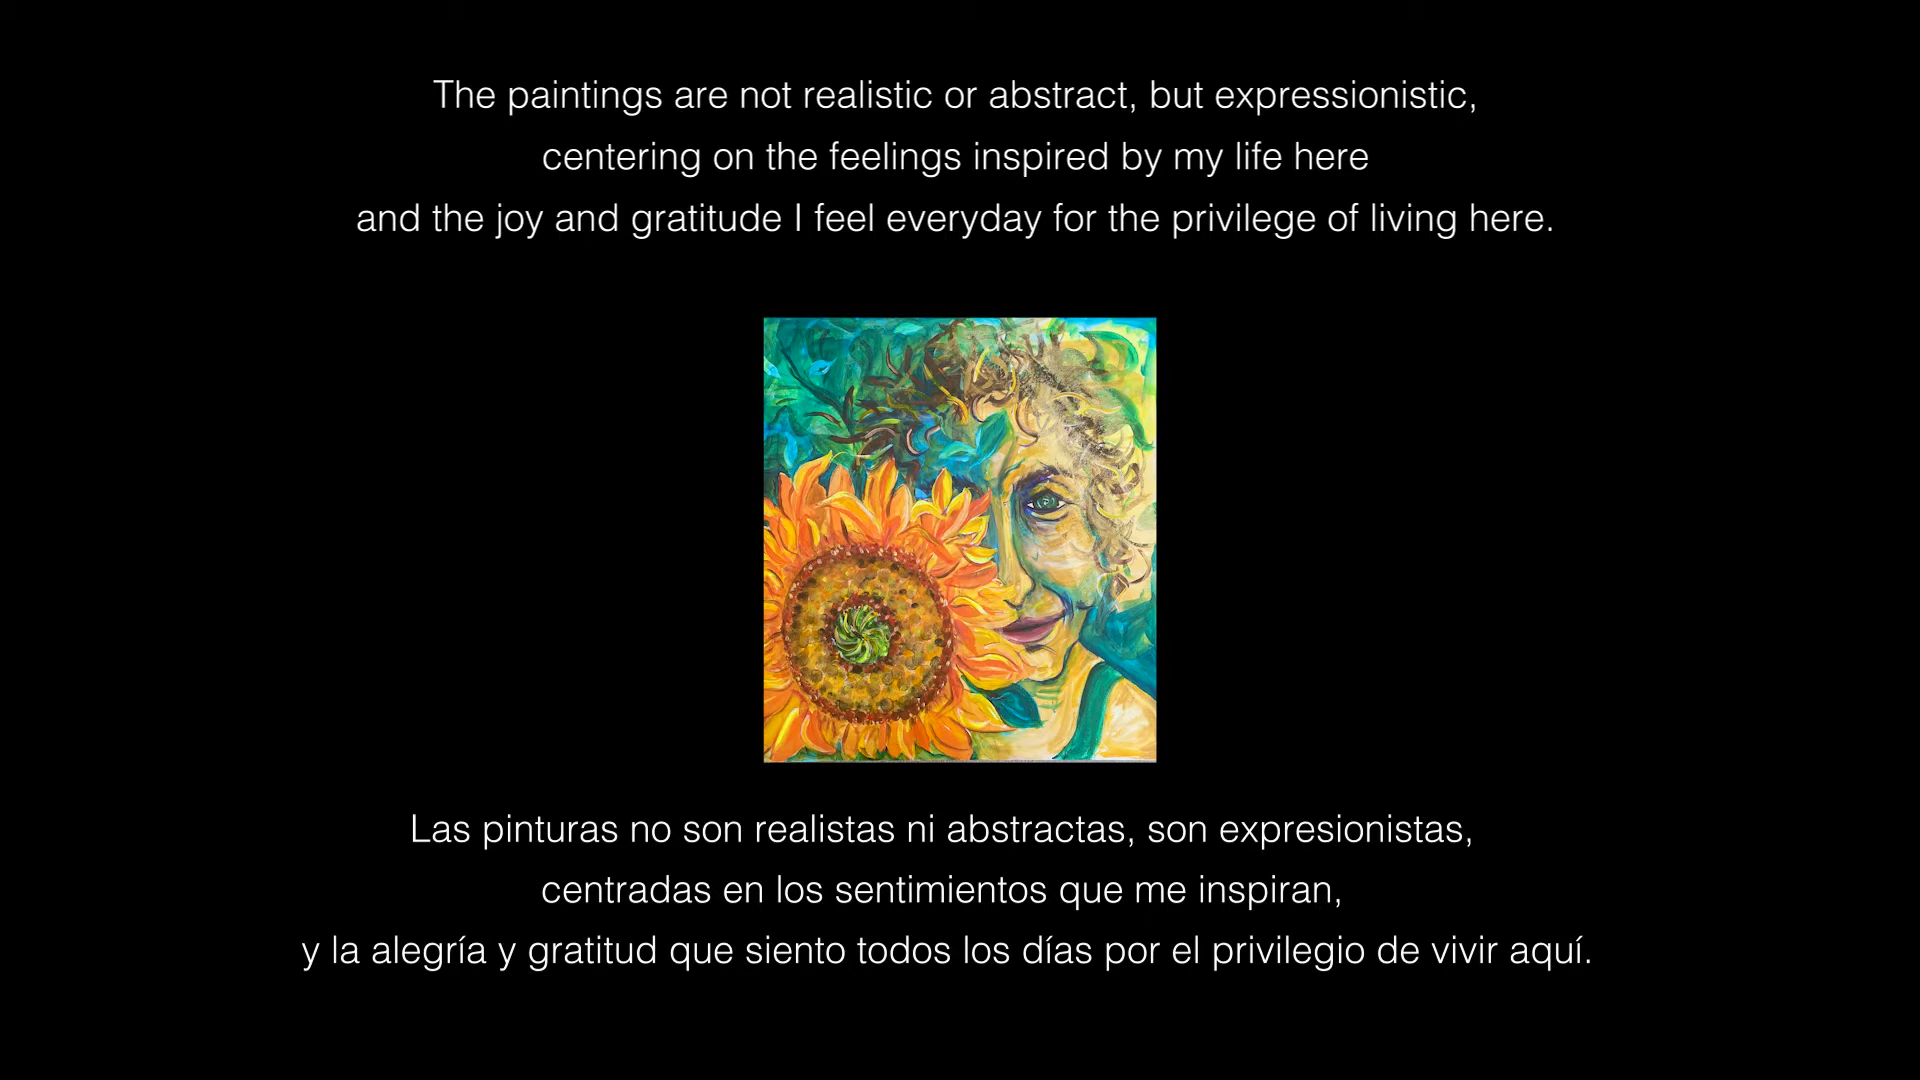 The paintings are not realistic or abstract, but expressionistic,
centering on the feelings inspired by my life here
and the joy and gratitude I feel everyday for the privilege of living here.
Las pinturas no son realistas ni abstractas, son expresionistas,
centradas en los sentimientos que me inspiran,
y la alegría y gratitud que siento todos los días por el privilegio de vivir aquí.